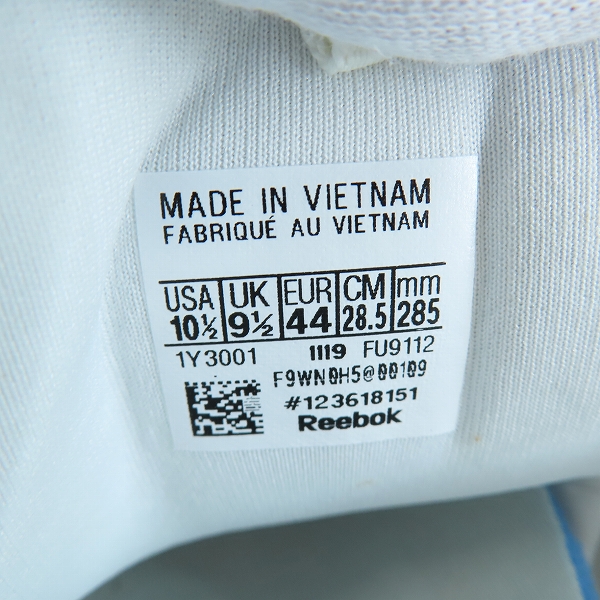 MADE IN VIETNAM
FABRIQUÉ AU VIETNAM
USA UK EUR CM mm
10½ 9½ 44 28.5 285
1Y3001 1119 FU9112
F9WN0H5@00109
#123618151
Reebok